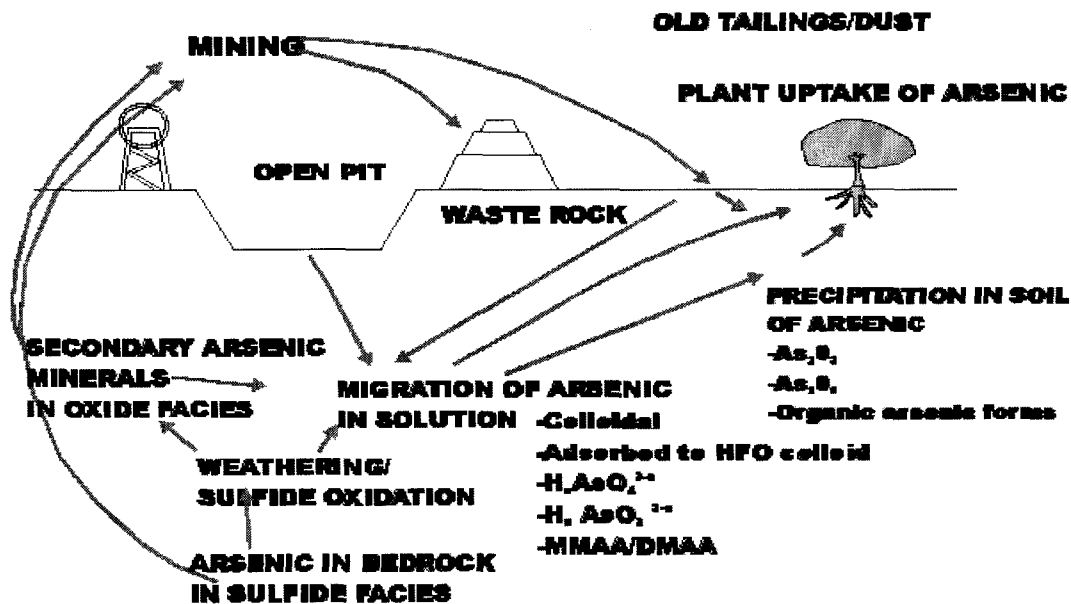 OLD TAILINGS/DUST
MINING
PLANT UPTAKE OF ARSENIC
OPEN PIT
WASTE ROCK
PRECIPITATION IN SOIL
OF ARSENIC
-Organic arsenic forms
SECONDARY ARSENIC
MINERALS
IN OXIDE FACIES
MIGRATION OF ARSENIC
IN SOLUTION
-Colloidal
-Adsorbed to HFO colloid
-MMAA/DMAA
WEATHERING/
SULFIDE OXIDATION
ARSENIC IN BEDROCK
IN SULFIDE FACIES